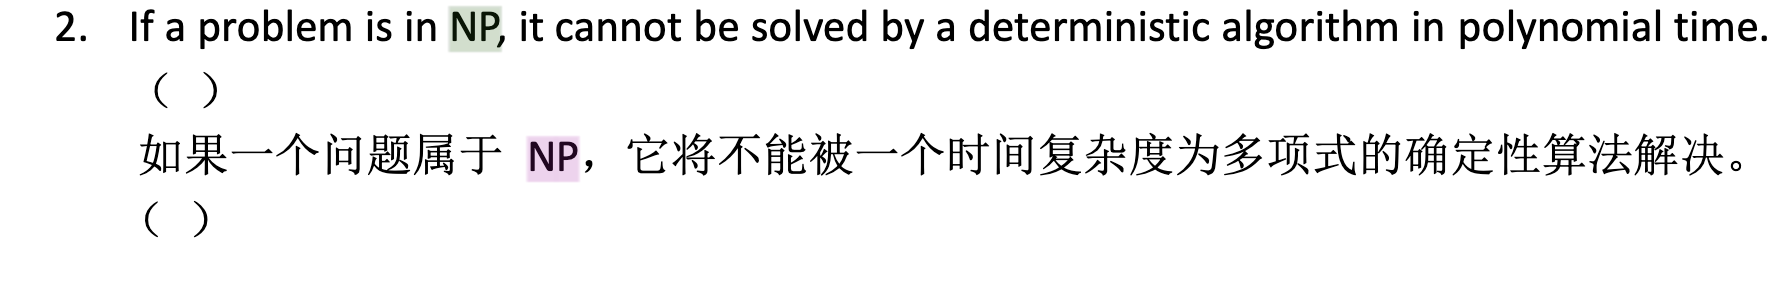 2. If a problem is in NP, it cannot be solved by a deterministic algorithm in polynomial time.
（ ）
如果一个问题属于 NP，它将不能被一个时间复杂度为多项式的确定性算法解决。
（ ）